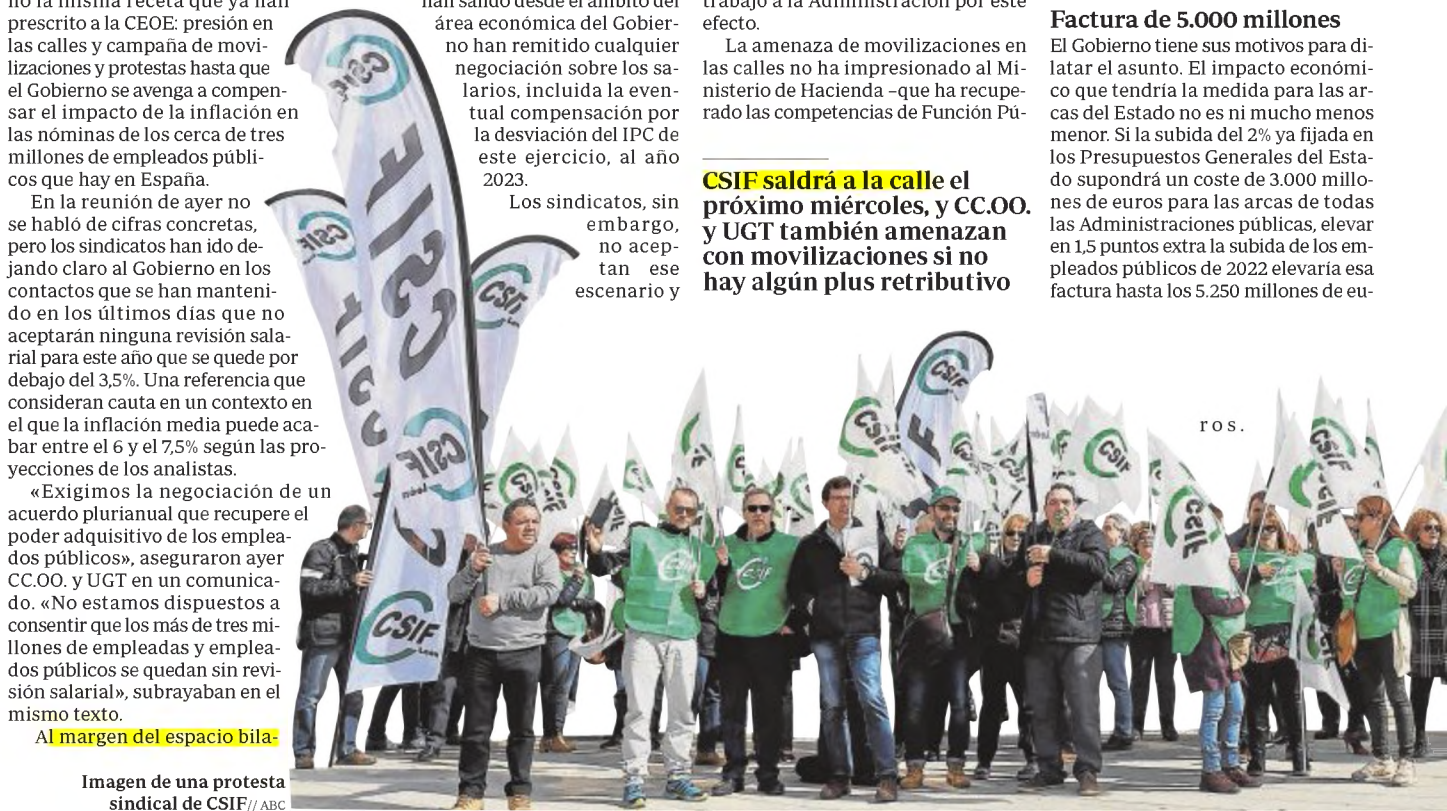 no la misma receta que ya han
prescrito a la CEOE: presión en
las calles y campaña de movi-
lizaciones y protestas hasta que
el Gobierno se avenga a compen-
sar el impacto de la inflación en
las nóminas de los cerca de tres
millones de empleados públi-
cos que hay en España.
En la reunión de ayer no
se habló de cifras concretas,
pero los sindicatos han ido de-
jando claro al Gobierno en los
contactos que se han manteni-
do en los últimos días que no
aceptarán ninguna revisión sala-
rial para este año que se quede por
debajo del 3,5%. Una referencia que
consideran cauta en un contexto en
el que la inflación media puede aca-
bar entre el 6 y el 7,5% según las pro-
yecciones de los analistas.
«Exigimos la negociación de un
acuerdo plurianual que recupere el
poder adquisitivo de los emplea-
dos públicos», aseguraron ayer
CC.OO. y UGT en un comunica-
do. «No estamos dispuestos a
consentir que los más de tres mi-
llones de empleadas y emplea-
dos públicos se quedan sin revi-
sión salarial», subrayaban en el
mismo texto.
Al margen del espacio bila-
Imagen de una protesta
sindical de CSIF// ABC
han salido desde el ámbito del
área económica del Gobier-
no han remitido cualquier
negociación sobre los sa-
larios, incluida la even-
tual compensación por
la desviación del IPC de
este ejercicio, al año
2023.
Los sindicatos, sin
embargo,
no acep-
tan ese
escenario y
trabajo a la Administración por este
efecto.
La amenaza de movilizaciones en
las calles no ha impresionado al Mi-
nisterio de Hacienda –que ha recupe-
rado las competencias de Función Pú-
CSIF saldrá a la calle el
próximo miércoles, y CC.OO.
y UGT también amenazan
con movilizaciones si no
hay algún plus retributivo
Factura de 5.000 millones
El Gobierno tiene sus motivos para di-
latar el asunto. El impacto económi-
co que tendría la medida para las ar-
cas del Estado no es ni mucho menos
menor. Si la subida del 2% ya fijada en
los Presupuestos Generales del Esta-
do supondrá un coste de 3.000 millo-
nes de euros para las arcas de todas
las Administraciones públicas, elevar
en 1,5 puntos extra la subida de los em-
pleados públicos de 2022 elevaría esa
factura hasta los 5.250 millones de eu-
ros.
CSIF
CSIF
CSIF
León
CSIF
León
CSIF
CSIF
León
CSIF
CSIF
CSIF
CSIF
CSIF
CSIF
CSIF